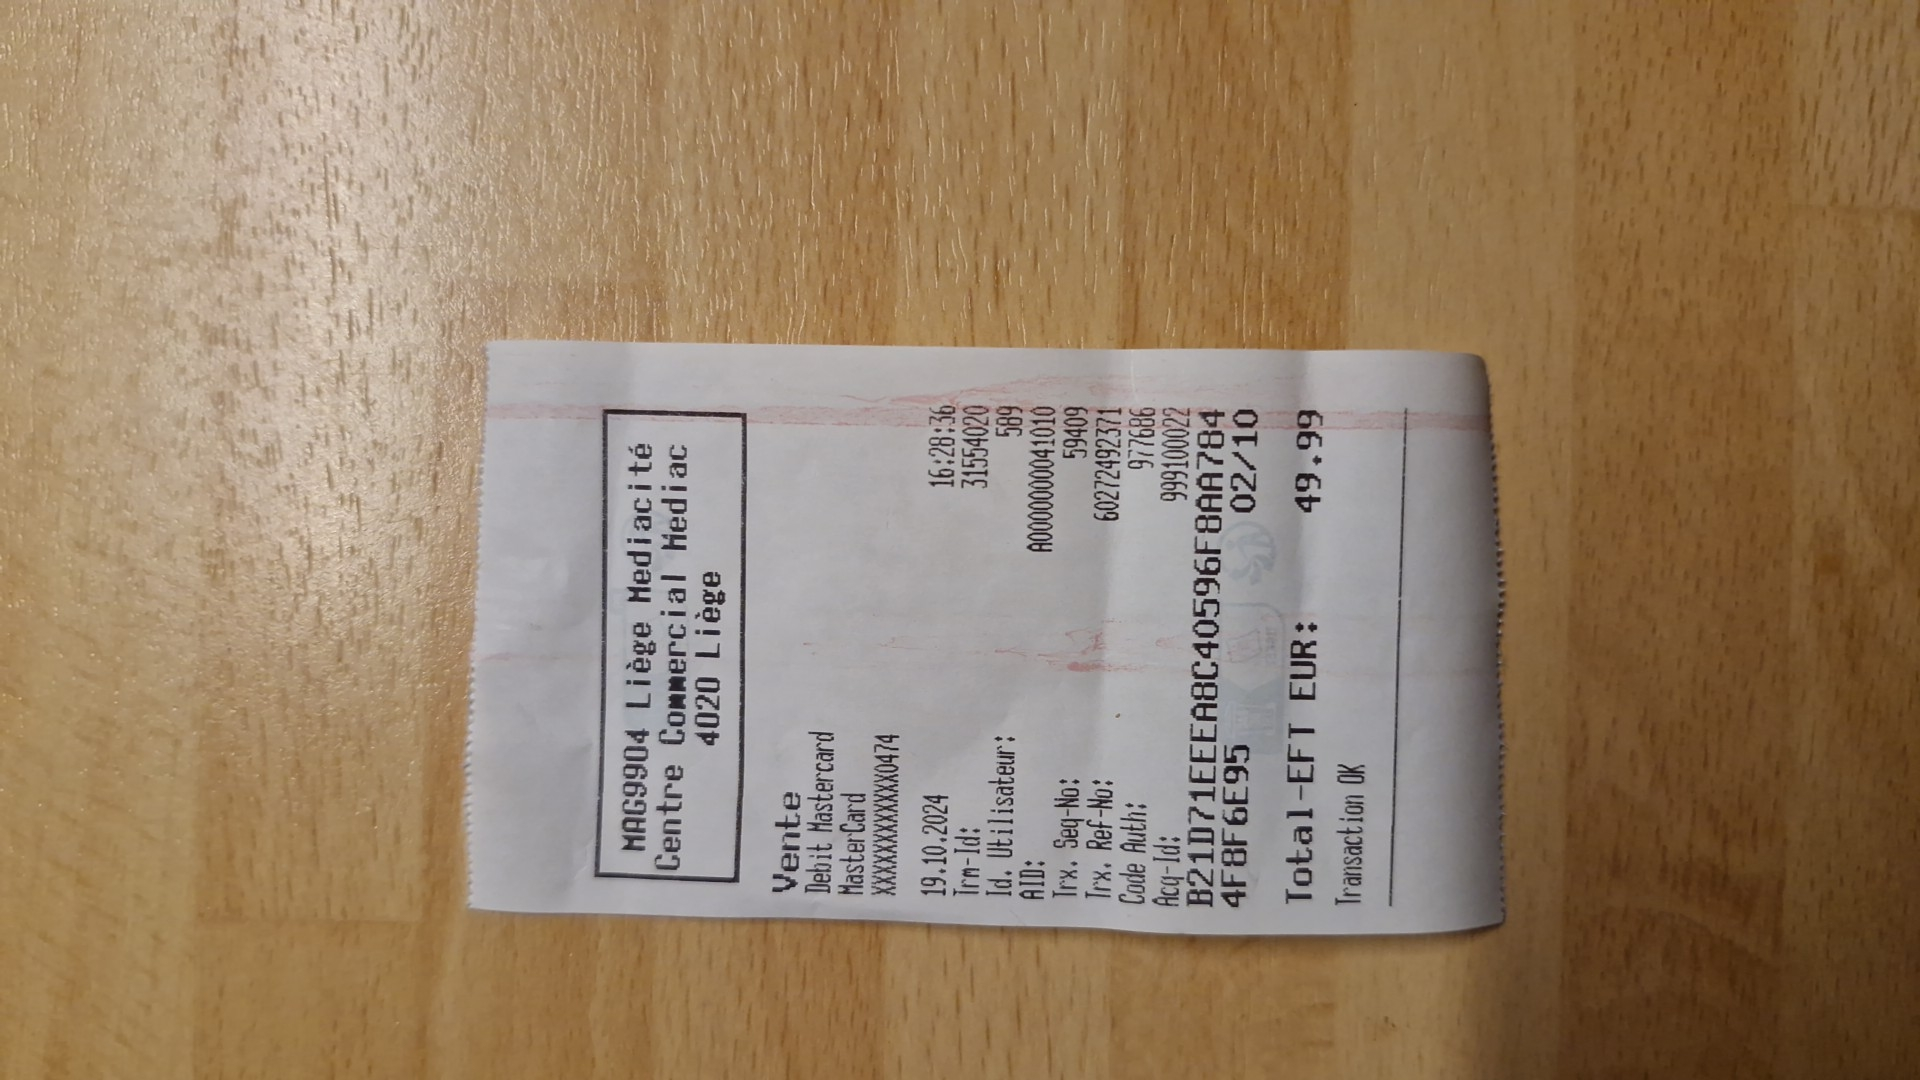 MAG9904 Liège Mediacité
Centre Commercial Mediac
4020 Liège
Vente
Debit Mastercard
MasterCard
XXXXXXXXXXXX0474
19.10.2024 16:28:36
Trm-Id: 31554020
Id. Utilisateur: 589
AID: A0000000041010
Trx. Seq-No: 59409
Trx. Ref-No: 60272492371
Code Auth: 977686
Acq-Id: 999100022
B21D71EEEA8C40596F8AA784
4F8F6E95 02/10
Total-EFT EUR: 49.99
Transaction OK